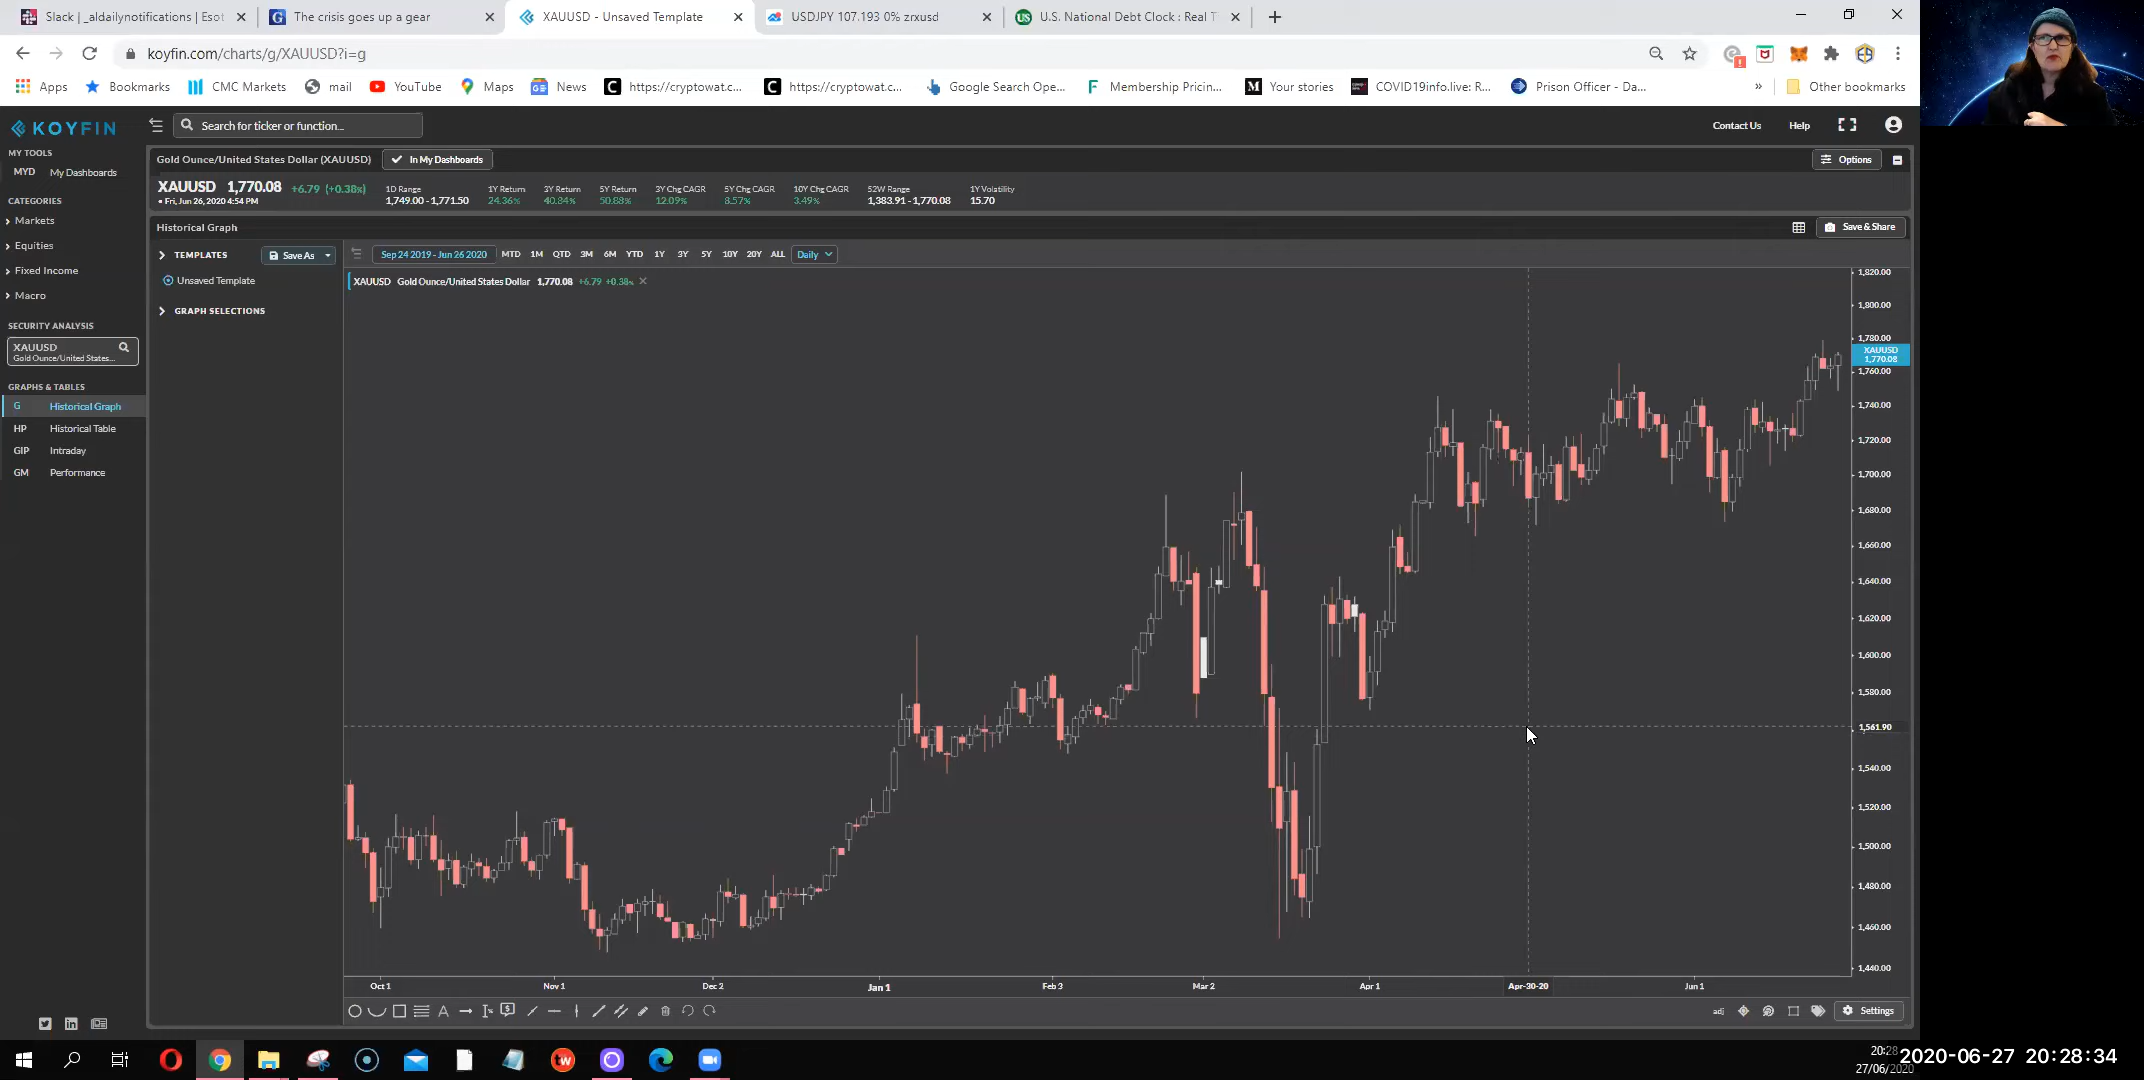 Slack | _aldailynotifications | Esot
The crisis goes up a gear
XAUUSD - Unsaved Template
USDJPY 107.193 0% zrxusd
U.S. National Debt Clock : Real T
koyfin.com/charts/g/XAUUSD?i=g
Apps
Bookmarks
CMC Markets
mail
YouTube
Maps
News
https://cryptowat.c...
https://cryptowat.c...
Google Search Ope...
Membership Pricin...
Your stories
COVID19info.live: R...
Prison Officer - Da...
»
Other bookmarks
KOYFIN
Search for ticker or function...
Contact Us
Help
MY TOOLS
MYD My Dashboards
CATEGORIES
Markets
Equities
Fixed Income
Macro
SECURITY ANALYSIS
XAUUSD
Gold Ounce/United States...
GRAPHS & TABLES
G Historical Graph
HP Historical Table
GIP Intraday
GM Performance
Gold Ounce/United States Dollar (XAUUSD)
In My Dashboards
Options
XAUUSD 1,770.08 +6.79 (+0.38%)
• Fri, Jun 26, 2020 4:54 PM
1D Range
1,749.00 - 1,771.50
1Y Return
24.36%
3Y Return
40.84%
5Y Return
50.88%
3Y Chg CAGR
12.09%
5Y Chg CAGR
8.57%
10Y Chg CAGR
3.49%
52W Range
1,383.91 - 1,770.08
1Y Volatility
15.70
Historical Graph
Save & Share
TEMPLATES
Save As
Unsaved Template
GRAPH SELECTIONS
Sep 24 2019 - Jun 26 2020 MTD 1M QTD 3M 6M YTD 1Y 3Y 5Y 10Y 20Y ALL Daily
XAUUSD Gold Ounce/United States Dollar 1,770.08 +6.79 +0.38%
1,820.00
1,800.00
1,780.00
XAUUSD
1,770.08
1,760.00
1,740.00
1,720.00
1,700.00
1,680.00
1,660.00
1,640.00
1,620.00
1,600.00
1,580.00
1,561.90
1,540.00
1,520.00
1,500.00
1,480.00
1,460.00
1,440.00
Oct 1 Nov 1 Dec 2 Jan 1 Feb 3 Mar 2 Apr 1 Apr-30-20 Jun 1
adj
Settings
20:28
27/06/2020
2020-06-27 20:28:34